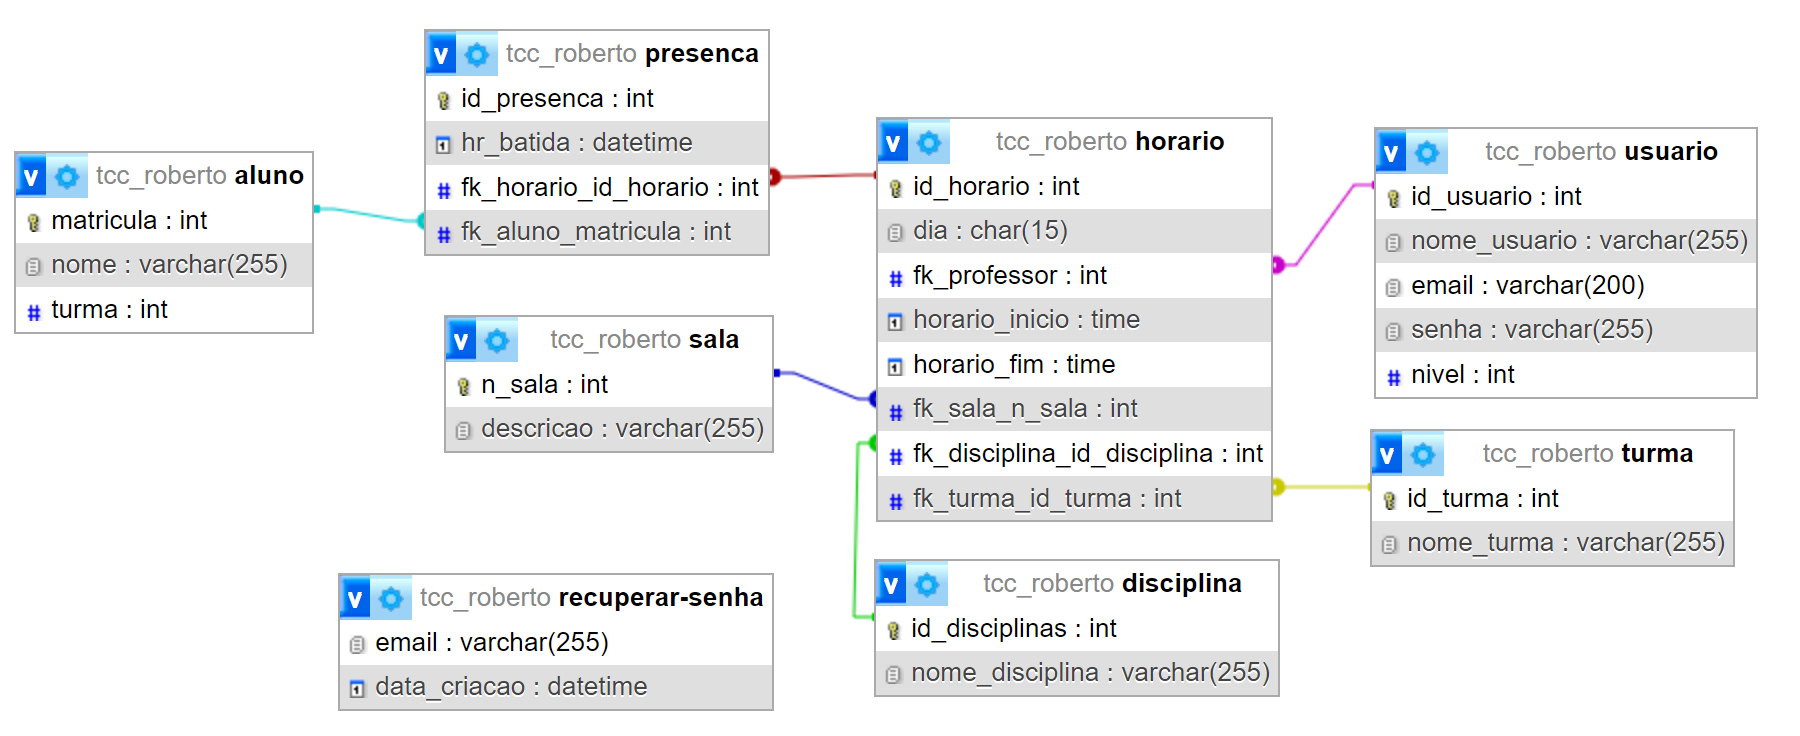 v tcc_roberto presenca
id_presenca : int
hr_batida : datetime
fk_horario_id_horario : int
fk_aluno_matricula : int
v tcc_roberto aluno
matricula : int
nome : varchar(255)
turma : int
v tcc_roberto horario
id_horario : int
dia : char(15)
fk_professor : int
horario_inicio : time
horario_fim : time
fk_sala_n_sala : int
fk_disciplina_id_disciplina : int
fk_turma_id_turma : int
v tcc_roberto usuario
id_usuario : int
nome_usuario : varchar(255)
email : varchar(200)
senha : varchar(255)
nivel : int
v tcc_roberto sala
n_sala : int
descricao : varchar(255)
v tcc_roberto turma
id_turma : int
nome_turma : varchar(255)
v tcc_roberto recuperar-senha
email : varchar(255)
data_criacao : datetime
v tcc_roberto disciplina
id_disciplinas : int
nome_disciplina : varchar(255)